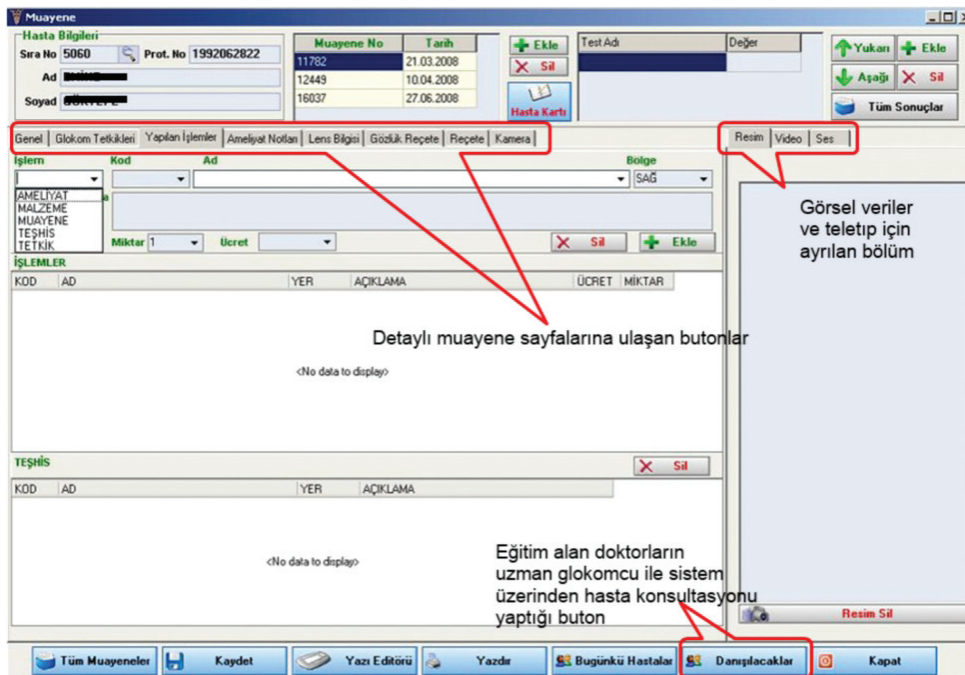 Muayene
Hasta Bilgileri
Sıra No 5060 Prot. No 1992062822
Ad
Soyad
Muayene No Tarih
11782 21.03.2008
12449 10.04.2008
16037 27.06.2008
Ekle
Sil
Hasta Kartı
Test Adı Değer
Yukarı Ekle
Aşağı Sil
Tüm Sonuçlar
Genel Glokom Tetkikleri Yapılan İşlemler Ameliyat Notları Lens Bilgisi Gözlük Reçete Reçete Kamera
Resim Video Ses
İşlem Kod Ad Bölge
SAĞ
AMELİYAT
MALZEME
MUAYENE
TEŞHİS
TETKİK
Miktar 1 Ücret Sil Ekle
Görsel veriler
ve teletıp için
ayrılan bölüm
İŞLEMLER
KOD AD YER AÇIKLAMA ÜCRET MİKTAR
Detaylı muayene sayfalarına ulaşan butonlar
<No data to display>
TEŞHİS Sil
KOD AD YER AÇIKLAMA
<No data to display>
Eğitim alan doktorların
uzman glokomcu ile sistem
üzerinden hasta konsultasyonu
yaptığı buton
Resim Sil
Tüm Muayeneler Kaydet Yazı Editörü Yazdır Bugünkü Hastalar Danışılacaklar Kapat